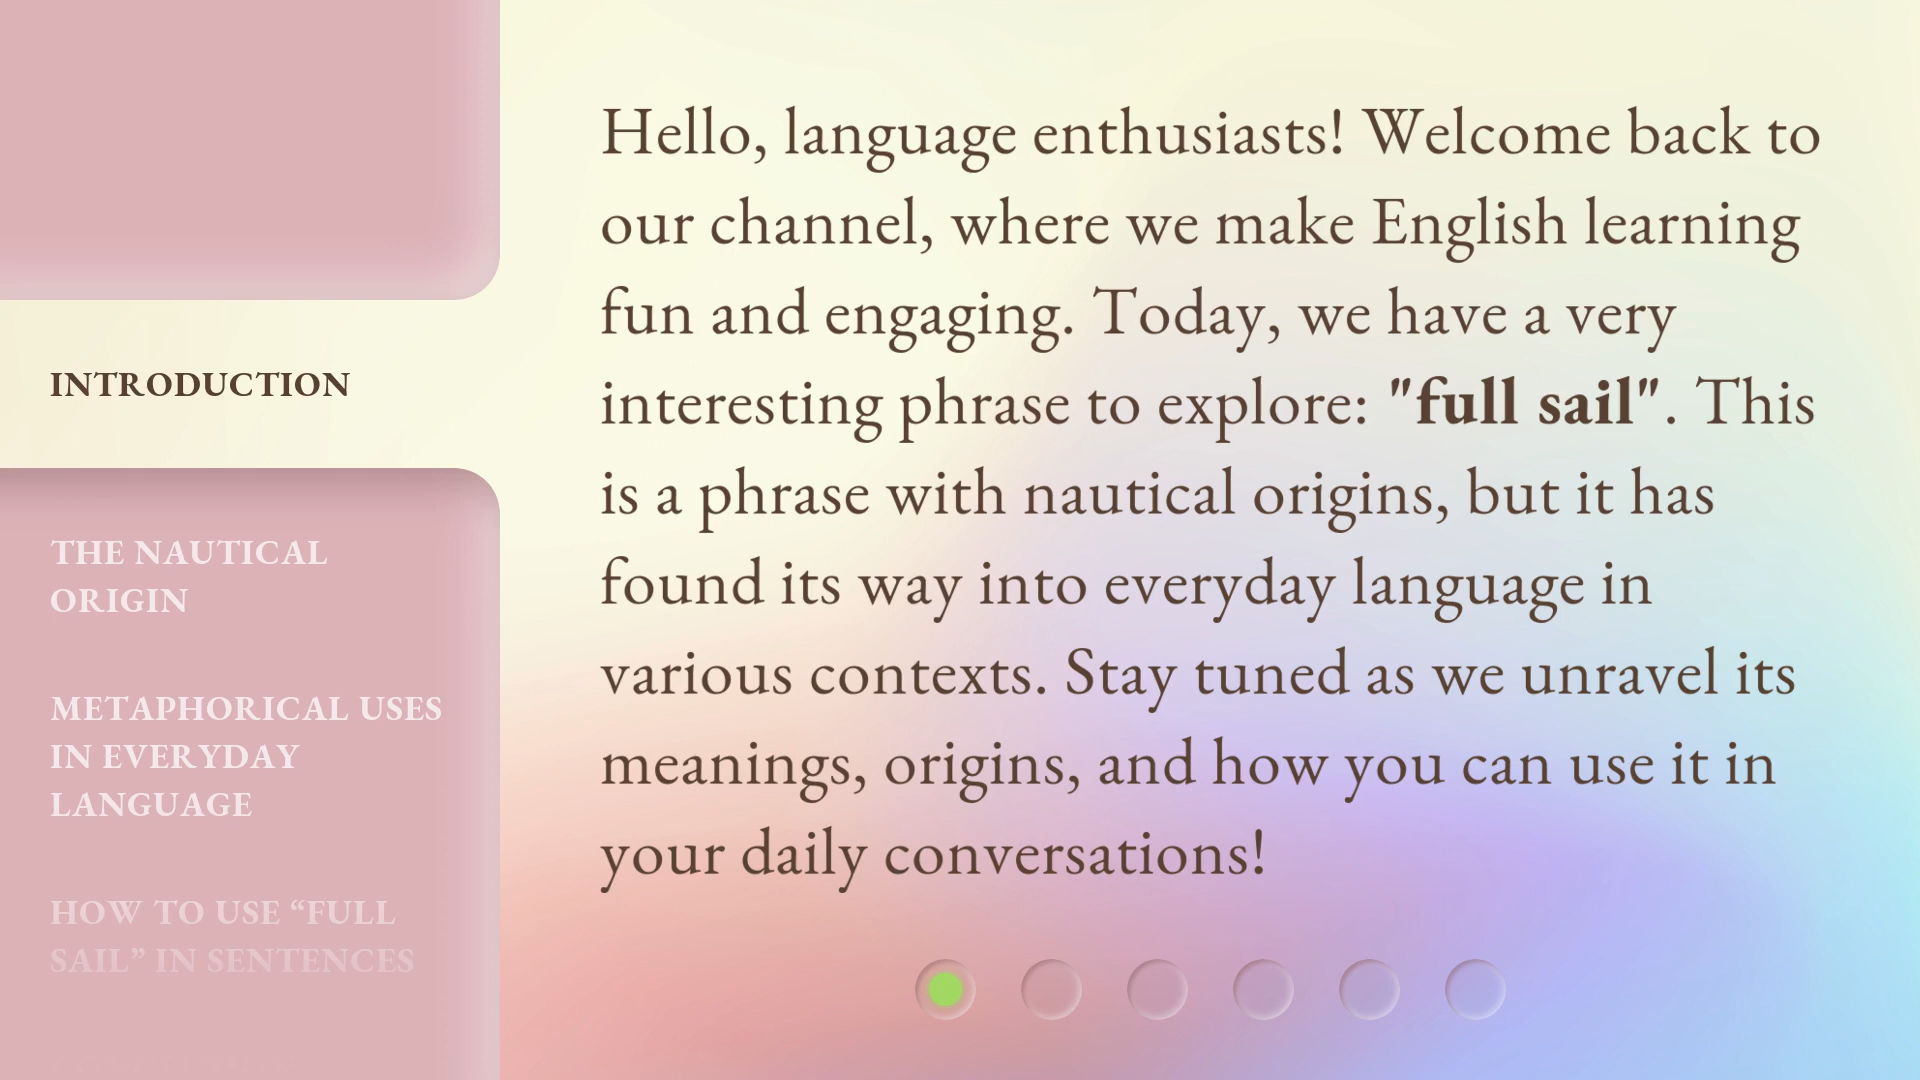 INTRODUCTION
THE NAUTICAL
ORIGIN
METAPHORICAL USES
IN EVERYDAY
LANGUAGE
HOW TO USE “FULL
SAIL” IN SENTENCES
Hello, language enthusiasts! Welcome back to
our channel, where we make English learning
fun and engaging. Today, we have a very
interesting phrase to explore: "full sail". This
is a phrase with nautical origins, but it has
found its way into everyday language in
various contexts. Stay tuned as we unravel its
meanings, origins, and how you can use it in
your daily conversations!